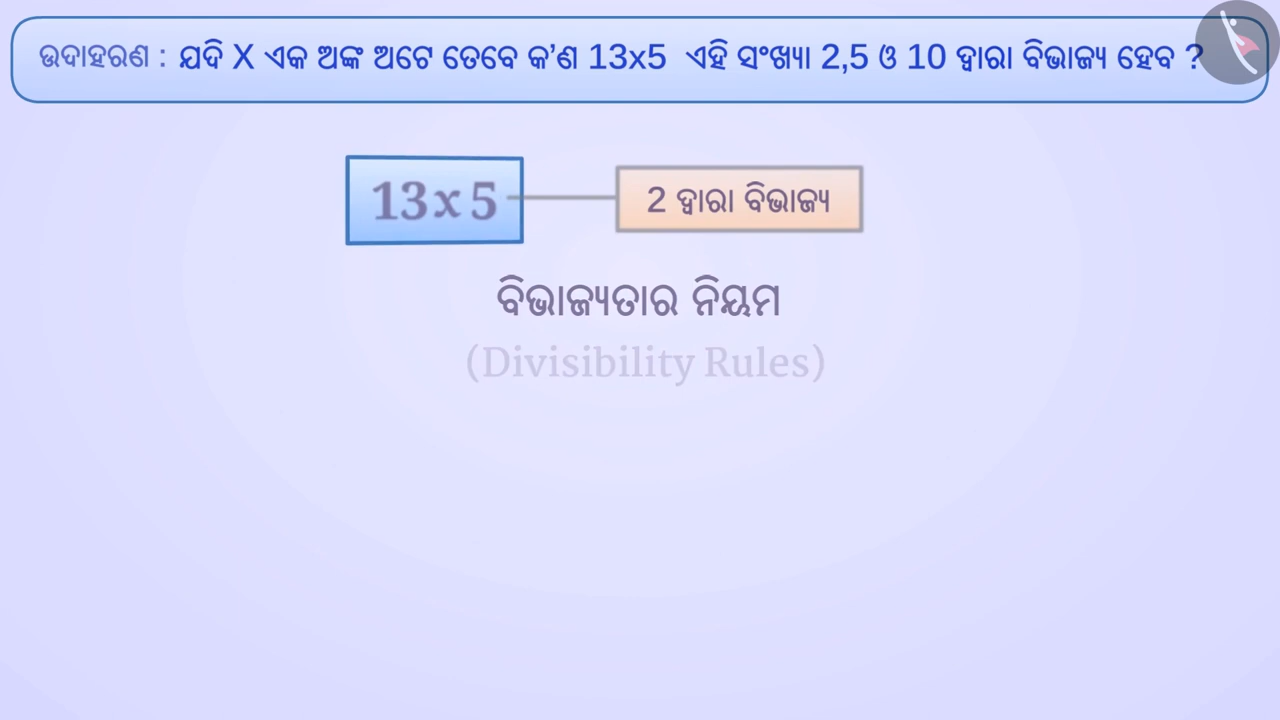 ଉଦାହରଣ : ଯଦି X ଏକ ଅଙ୍କ ଅଟେ ତେବେ କ'ଣ 13x5 ଏହି ସଂଖ୍ୟା 2,5 ଓ 10 ଦ୍ୱାରା ବିଭାଜ୍ୟ ହେବ ?
13x5
2 ଦ୍ୱାରା ବିଭାଜ୍ୟ
ବିଭାଜ୍ୟତାର ନିୟମ
(Divisibility Rules)